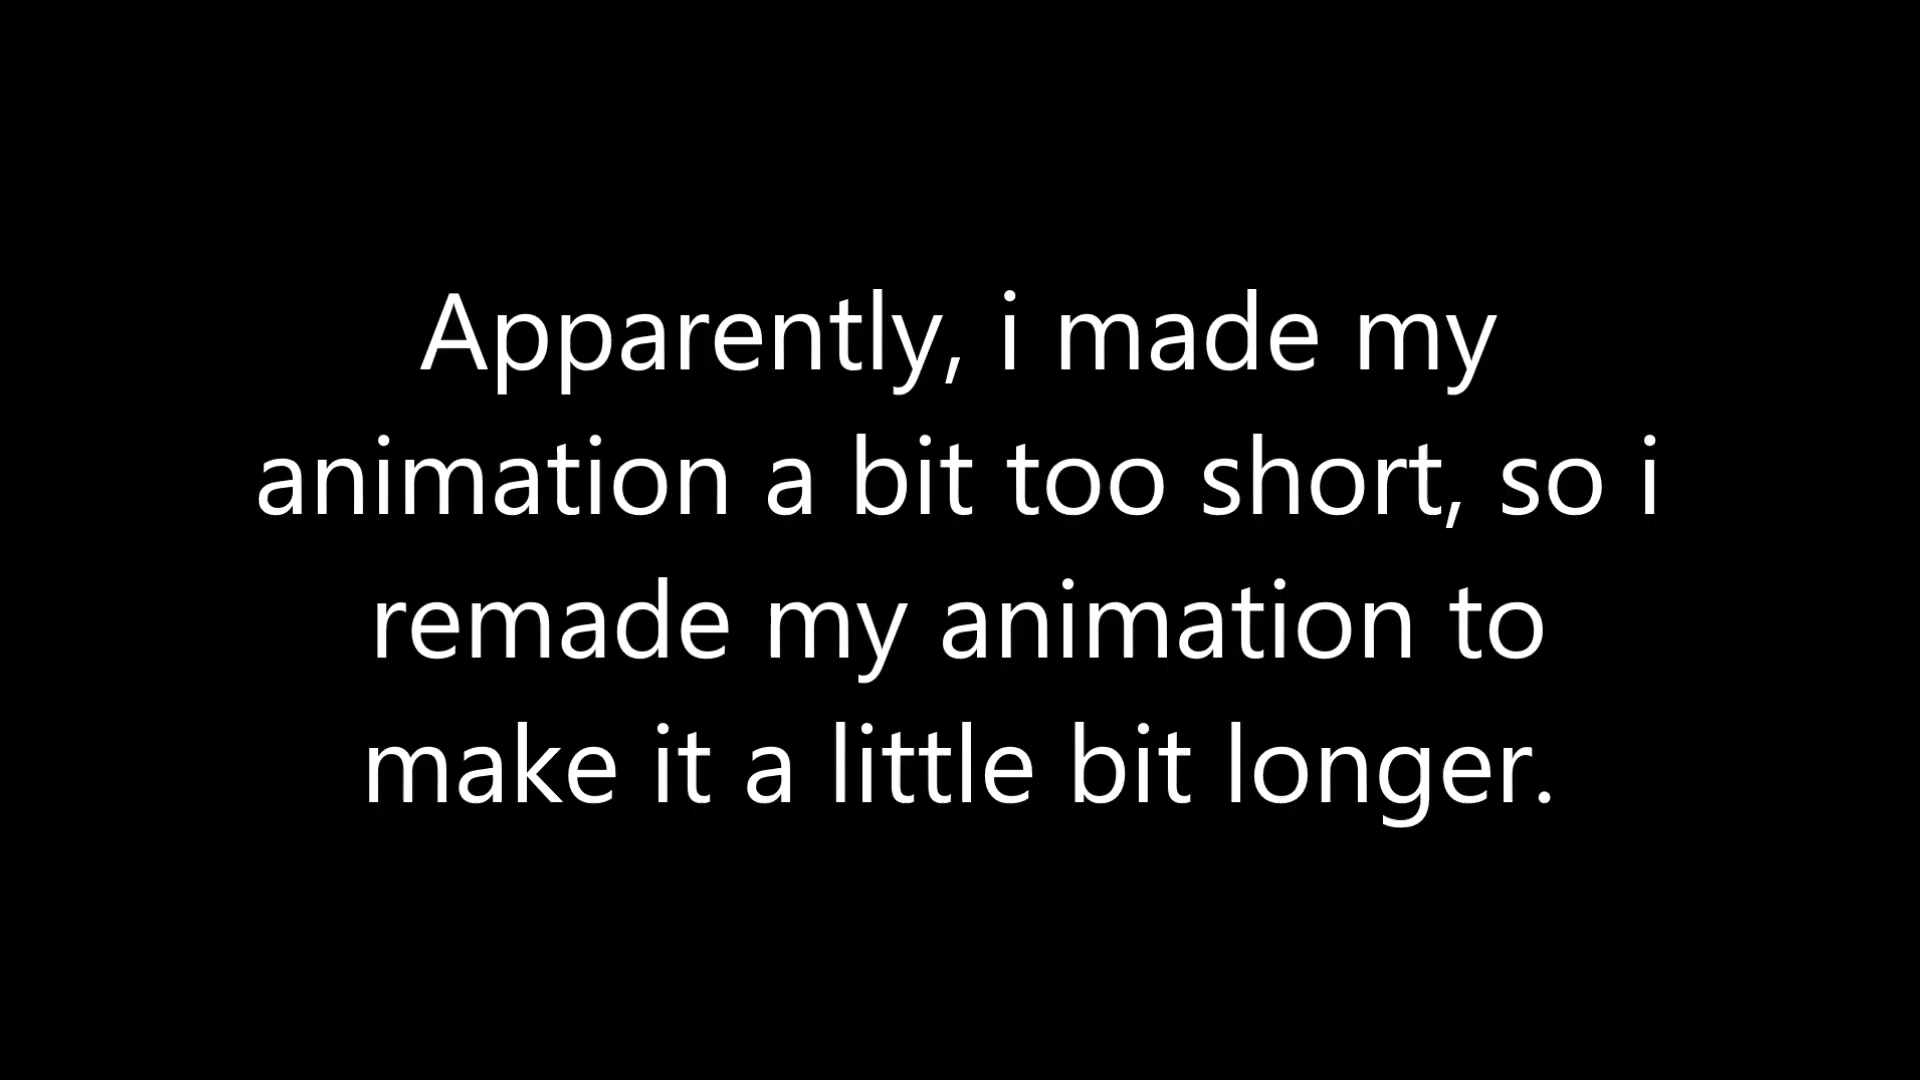 Apparently, i made my
animation a bit too short, so i
remade my animation to
make it a little bit longer.